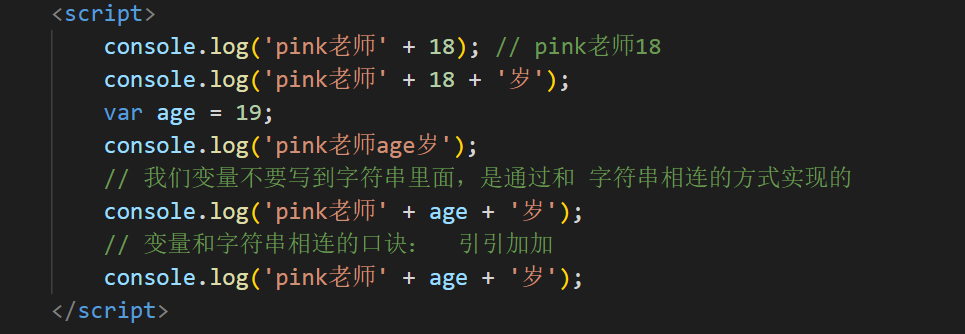 <script>
console.log('pink老师' + 18); // pink老师18
console.log('pink老师' + 18 + '岁');
var age = 19;
console.log('pink老师age岁');
// 我们变量不要写到字符串里面，是通过和 字符串相连的方式实现的
console.log('pink老师' + age + '岁');
// 变量和字符串相连的口诀：  引引加加
console.log('pink老师' + age + '岁');
</script>